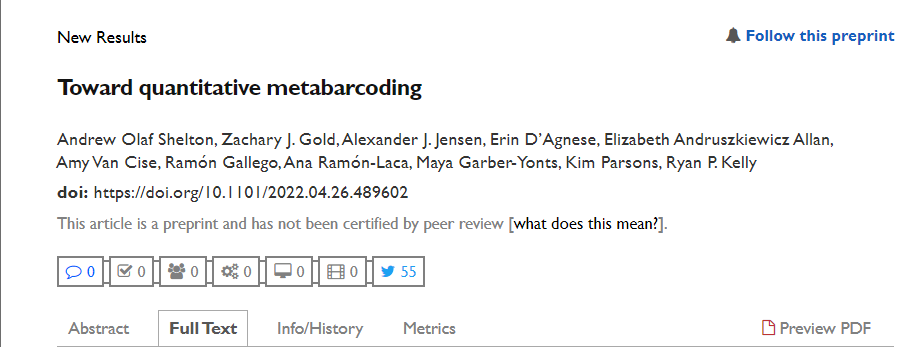 New Results
Follow this preprint
Toward quantitative metabarcoding
Andrew Olaf Shelton, Zachary J. Gold, Alexander J. Jensen, Erin D’Agnese, Elizabeth Andruszkiewicz Allan,
Amy Van Cise, Ramón Gallego, Ana Ramón-Laca, Maya Garber-Yonts, Kim Parsons, Ryan P. Kelly
doi: https://doi.org/10.1101/2022.04.26.489602
This article is a preprint and has not been certified by peer review [what does this mean?].
0 0 0 0 0 0 55
Abstract Full Text Info/History Metrics Preview PDF